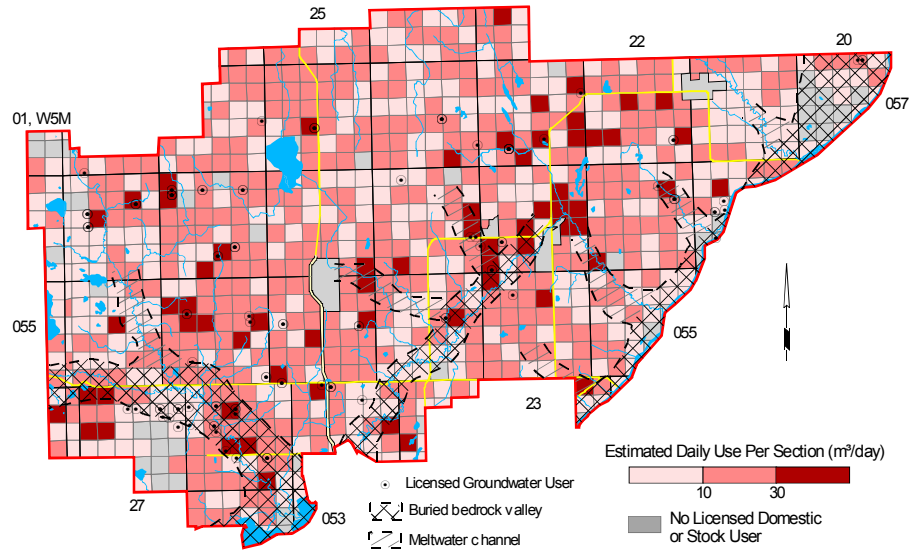 25
22
20
057
01, W5M
055
055
23
27
053
Licensed Groundwater User
Buried bedrock valley
Meltwater channel
Estimated Daily Use Per Section (m³/day)
10 30
No Licensed Domestic
or Stock User